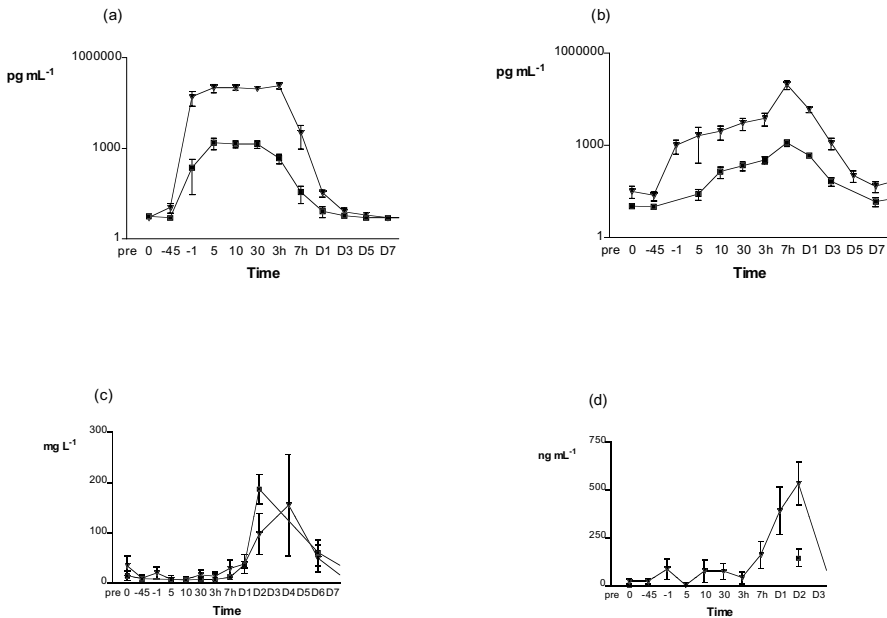 (a)
1000000
pg mL-1
1000
1
pre 0 -45 -1 5 10 30 3h 7h D1 D3 D5 D7
Time
(b)
1000000
pg mL-1
1000
1
pre 0 -45 -1 5 10 30 3h 7h D1 D3 D5 D7
Time
(c)
300
mg L-1
200
100
0
pre 0 -45 -1 5 10 30 3h 7h D1 D2 D3 D4 D5 D6 D7
Time
(d)
750
ng mL-1
500
250
0
pre 0 -45 -1 5 10 30 3h 7h D1 D2 D3
Time